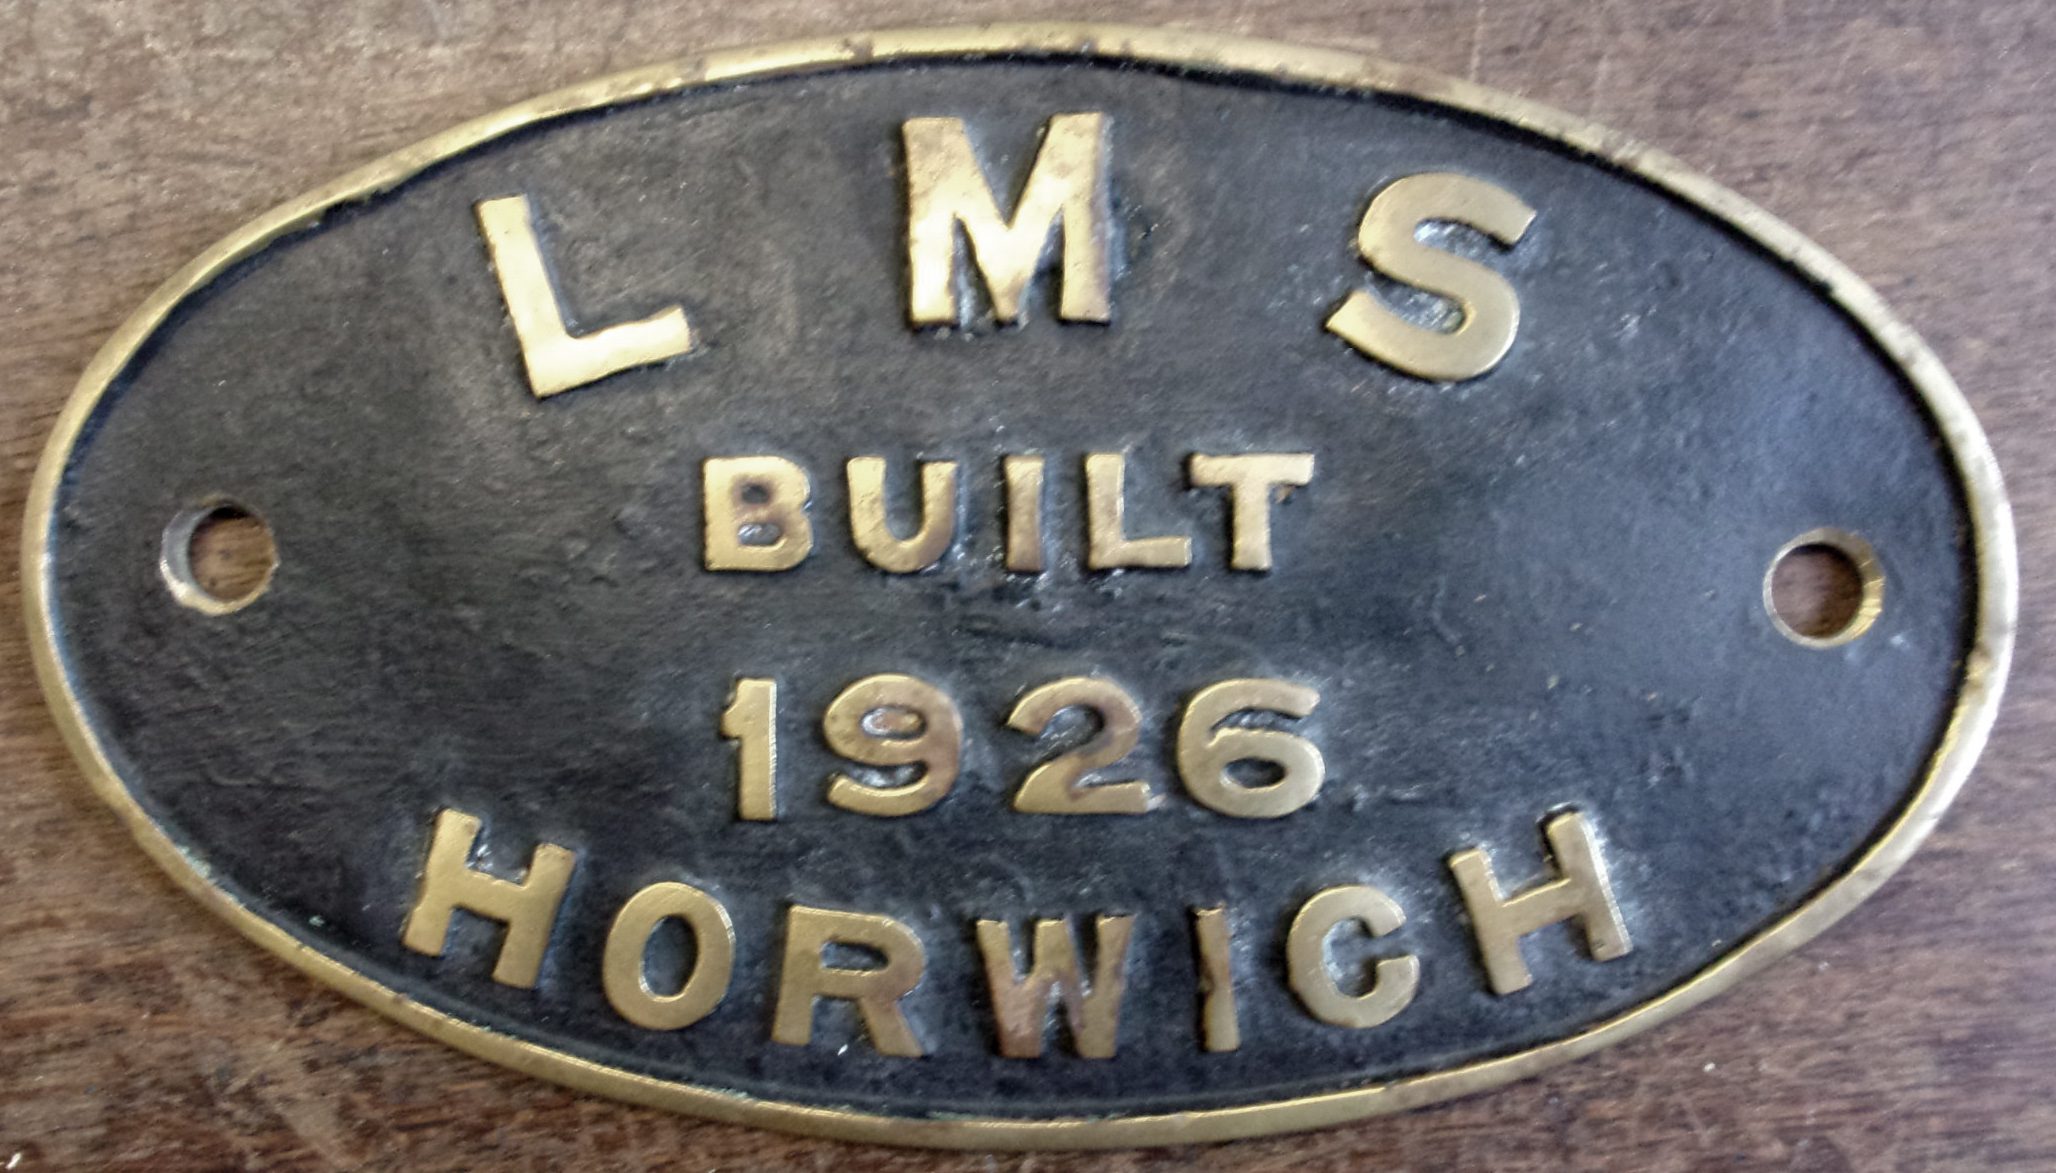 L M S
BUILT
1926
HORWICH